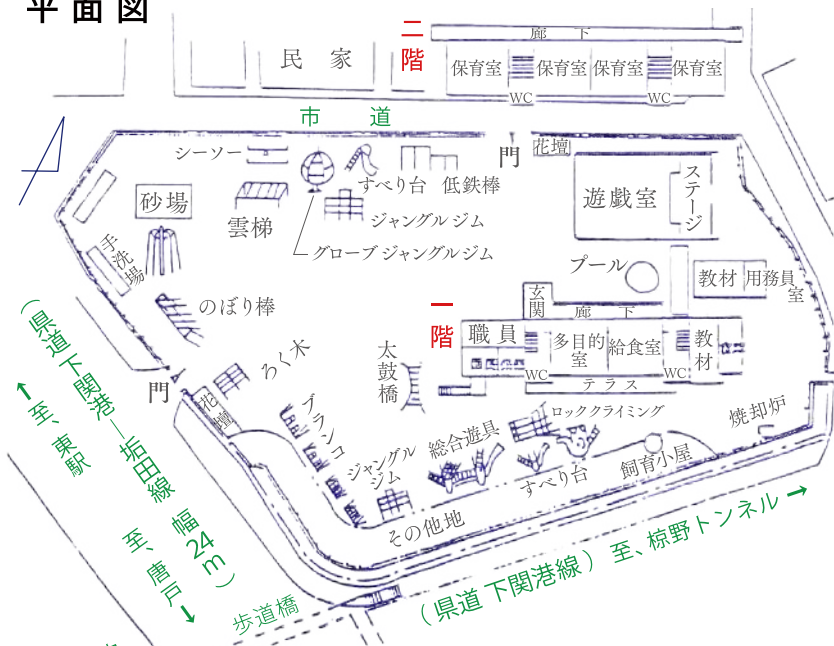 平面図
二階
廊下
保育室
保育室
保育室
保育室
WC
WC
民家
市道
門
花壇
シーソー
すべり台
低鉄棒
砂場
雲梯
ジャングルジム
グローブジャングルジム
遊戯室
ステージ
手洗場
プール
教材
用務員室
のぼり棒
玄関
廊下
一階
職員
多目的室
給食室
教材
WC
WC
テラス
門
花壇
ろく木
太鼓橋
ブランコ
ジャングルジム
総合遊具
ロッククライミング
すべり台
飼育小屋
焼却炉
その他地
(県道下関港―垢田線 幅24m)
↑至、東駅
至、唐戸↓
歩道橋
(県道下関港線) 至、椋野トンネル→